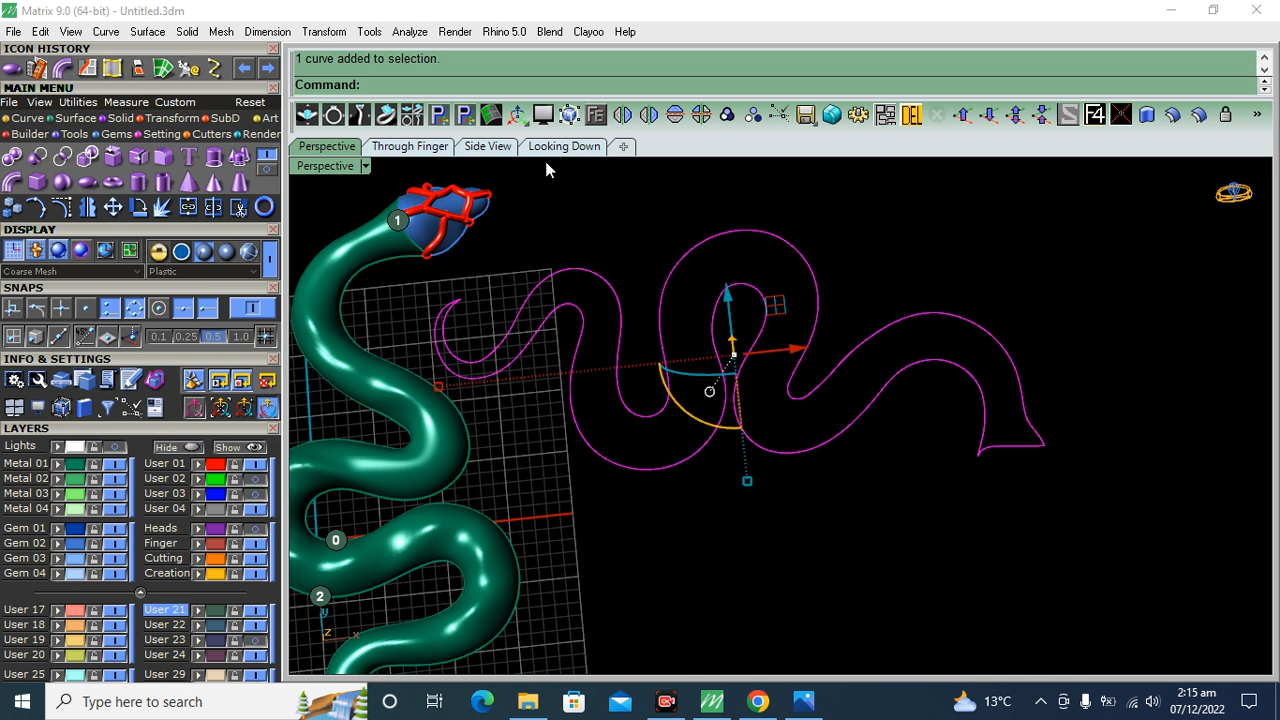 Matrix 9.0 (64-bit) - Untitled.3dm
File Edit View Curve Surface Solid Mesh Dimension Transform Tools Analyze Render Rhino 5.0 Blend Clayoo Help
ICON HISTORY
1 curve added to selection.
Command:
MAIN MENU
File View Utilities Measure Custom Reset
Curve Surface Solid Transform SubD Art
Builder Tools Gems Setting Cutters Render
P P FE DEL S F4 »
Perspective Through Finger Side View Looking Down
Perspective
1
DISPLAY
Coarse Mesh Plastic
SNAPS
0.1 0.25 0.5 1.0
INFO & SETTINGS
LAYERS
Lights Hide Show
Metal 01 User 01
Metal 02 User 02
Metal 03 User 03
Metal 04 User 04
Gem 01 Heads
Gem 02 Finger
Gem 03 Cutting
Gem 04 Creation
User 17 User 21
User 18 User 22
User 19 User 23
User 20 User 24
User 25 User 29
0
2
y
z x
Type here to search
13°C
2:15 am
07/12/2022